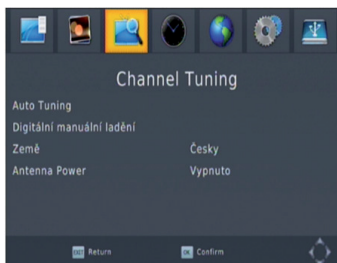 Channel Tuning
Auto Tuning
Digitální manuální ladění
Země Česky
Antenna Power Vypnuto
EXIT Return OK Confirm